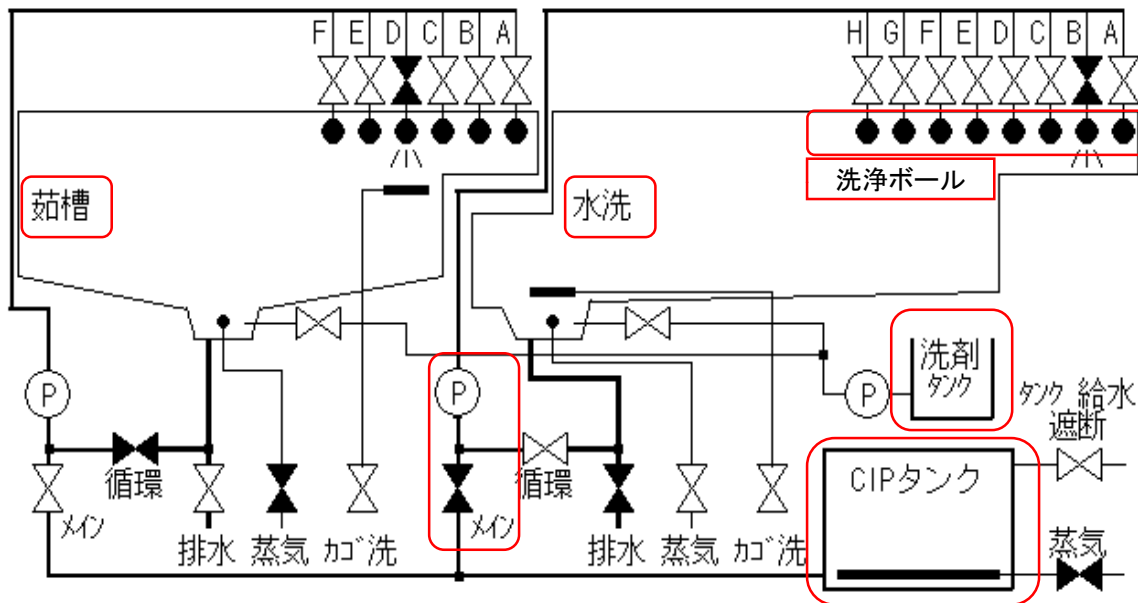 F E D C B A
H G F E D C B A
洗浄ボール
茹槽
水洗
洗剤
タンク
P
P
P
タンク 給水
遮断
循環
循環
CIPタンク
メイン
メイン
排水 蒸気 カゴ洗
排水 蒸気 カゴ洗
蒸気